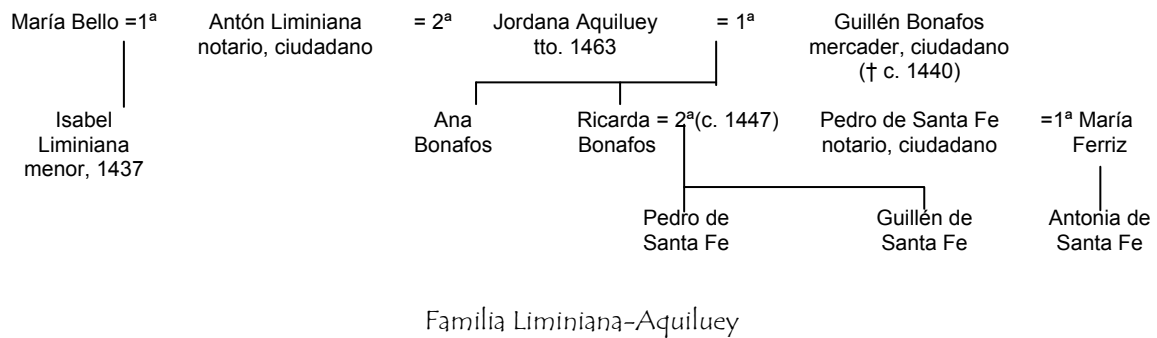 María Bello =1ª Antón Liminiana = 2ª Jordana Aquiluey = 1ª Guillén Bonafos
notario, ciudadano tto. 1463 mercader, ciudadano
(† c. 1440)
Isabel Ana Ricarda = 2ª(c. 1447) Pedro de Santa Fe =1ª María
Liminiana Bonafos Bonafos notario, ciudadano Ferriz
menor, 1437
Pedro de Guillén de Antonia de
Santa Fe Santa Fe Santa Fe
Familia Liminiana-Aquiluey